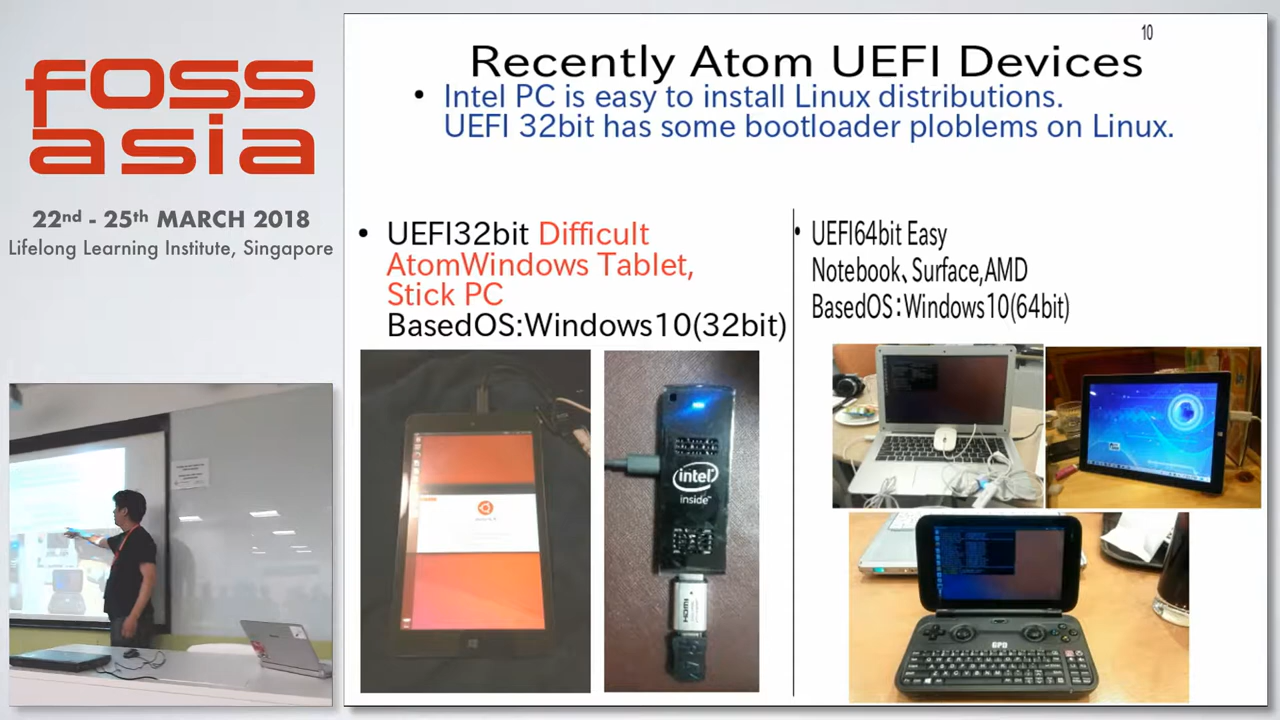 foss
asia
22nd - 25th MARCH 2018
Lifelong Learning Institute, Singapore
10
Recently Atom UEFI Devices
• Intel PC is easy to install Linux distributions.
UEFI 32bit has some bootloader ploblems on Linux.
• UEFI32bit Difficult
AtomWindows Tablet,
Stick PC
BasedOS:Windows10(32bit)
• UEFI64bit Easy
Notebook、Surface,AMD
BasedOS：Windows10(64bit)
intel
inside™
HDMI
GPD